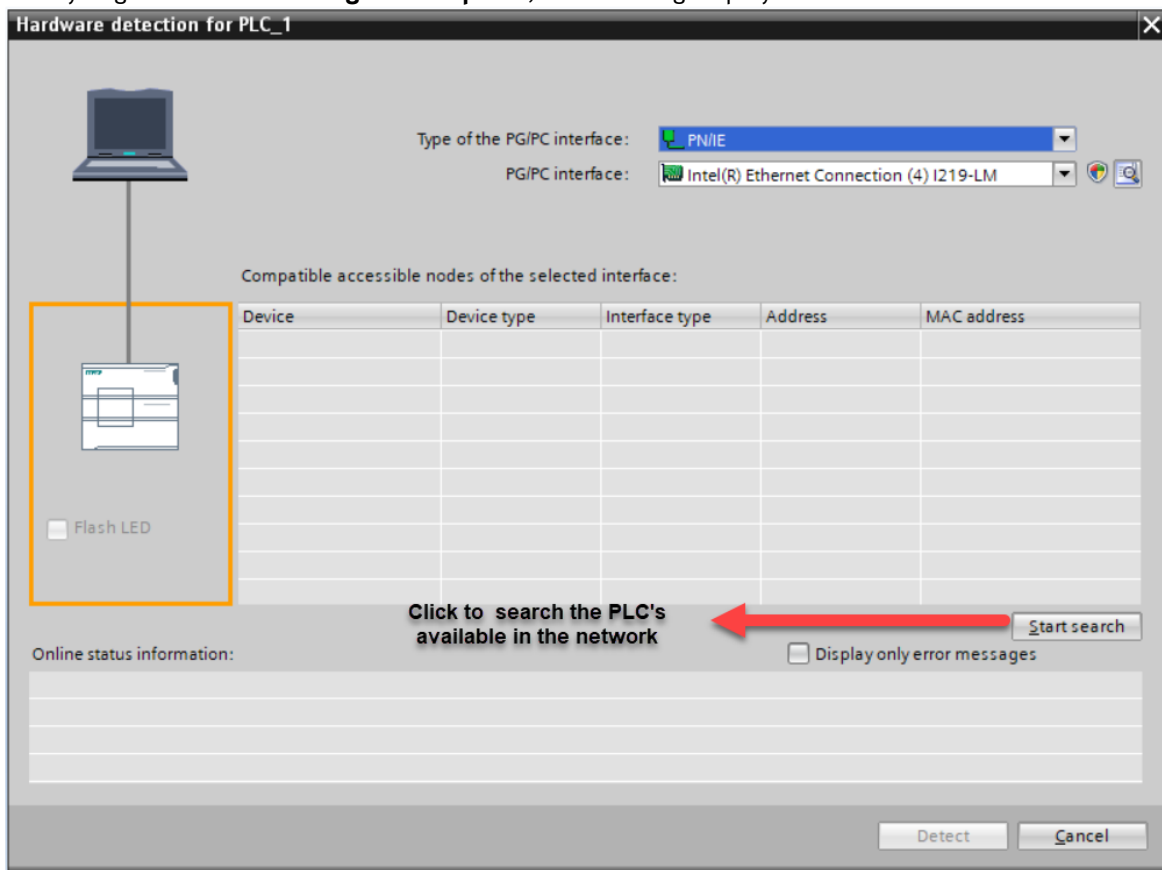 Hardware detection for PLC_1
Type of the PG/PC interface: PN/IE
PG/PC interface: Intel(R) Ethernet Connection (4) I219-LM
Compatible accessible nodes of the selected interface:
Device Device type Interface type Address MAC address
Flash LED
Click to search the PLC's
available in the network
Start search
Online status information:
Display only error messages
Detect Cancel